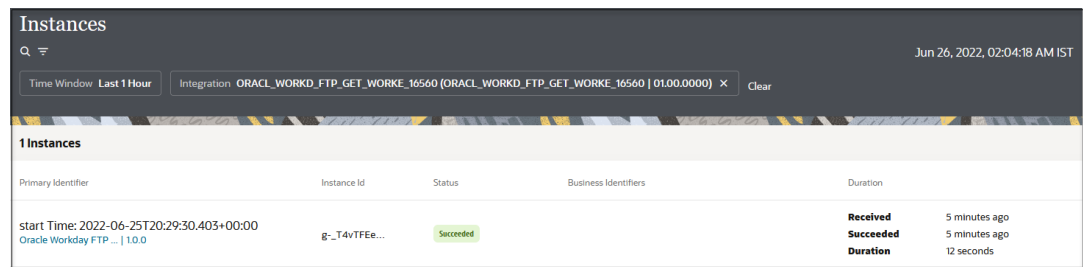 Instances
Jun 26, 2022, 02:04:18 AM IST
Time Window Last 1 Hour Integration ORACL_WORKD_FTP_GET_WORKE_16560 (ORACL_WORKD_FTP_GET_WORKE_16560 | 01.00.0000) × Clear
1 Instances
Primary Identifier Instance Id Status Business Identifiers Duration
start Time: 2022-06-25T20:29:30.403+00:00
Oracle Workday FTP ... | 1.0.0
g-_T4vTFEe...
Succeeded
Received 5 minutes ago
Succeeded 5 minutes ago
Duration 12 seconds